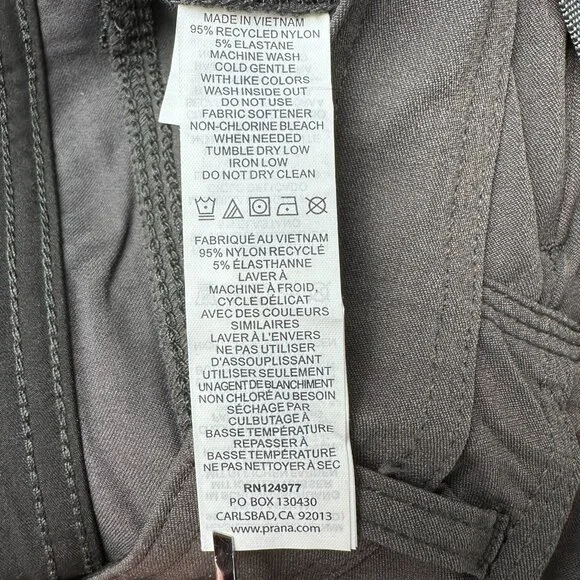 MADE IN VIETNAM
95% RECYCLED NYLON
5% ELASTANE
MACHINE WASH
COLD GENTLE
WITH LIKE COLORS
WASH INSIDE OUT
DO NOT USE
FABRIC SOFTENER
NON-CHLORINE BLEACH
WHEN NEEDED
TUMBLE DRY LOW
IRON LOW
DO NOT DRY CLEAN
FABRIQUÉ AU VIETNAM
95% NYLON RECYCLÉ
5% ÉLASTHANNE
LAVER À
MACHINE À FROID,
CYCLE DÉLICAT
AVEC DES COULEURS
SIMILAIRES
LAVER À L'ENVERS
NE PAS UTILISER
D'ASSOUPLISSANT
UTILISER SEULEMENT
UN AGENT DE BLANCHIMENT
NON CHLORÉ AU BESOIN
SÉCHAGE PAR
CULBUTAGE À
BASSE TEMPÉRATURE
REPASSER À
BASSE TEMPÉRATURE
NE PAS NETTOYER À SEC
RN124977
PO BOX 130430
CARLSBAD, CA 92013
www.prana.com